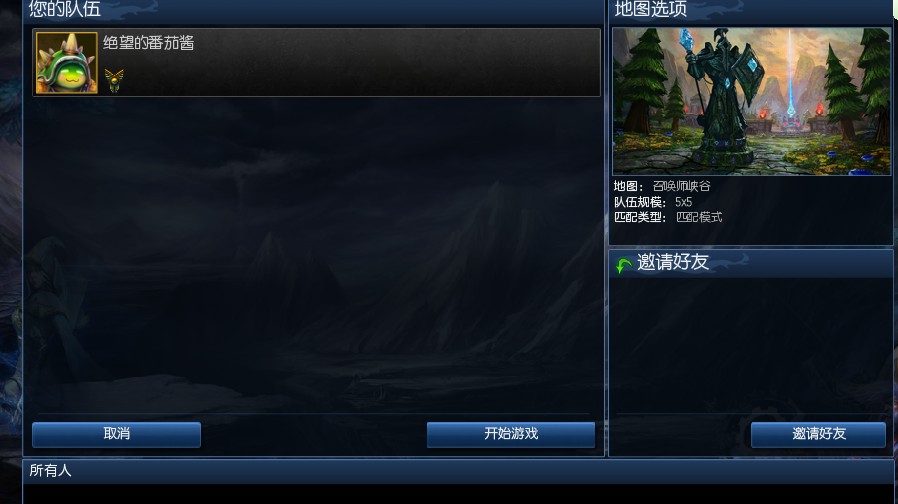 您的队伍
绝望的番茄酱
取消
开始游戏
地图选项
地图： 召唤师峡谷
队伍规模： 5x5
匹配类型： 匹配模式
邀请好友
邀请好友
所有人